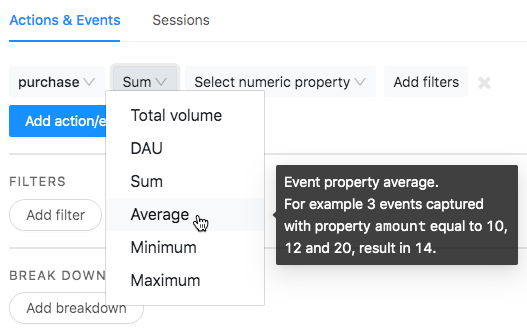 Actions & Events
Sessions
purchase
Sum
Select numeric property
Add filters
Add action/e
Total volume
DAU
Sum
Average
Minimum
Maximum
Event property average.
For example 3 events captured
with property amount equal to 10,
12 and 20, result in 14.
FILTERS
Add filter
BREAK DOWN
Add breakdown